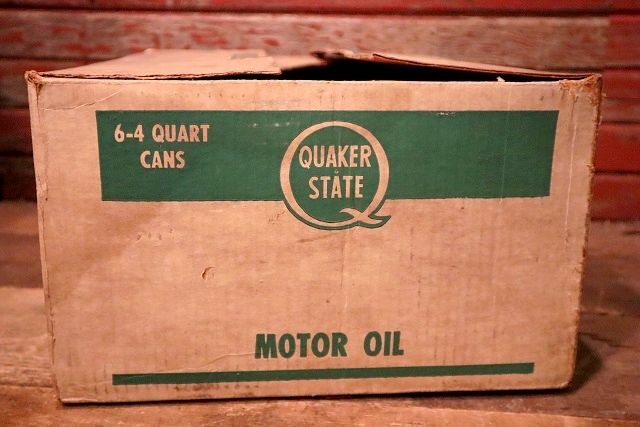 6-4 QUART
CANS
QUAKER
STATE
MOTOR OIL